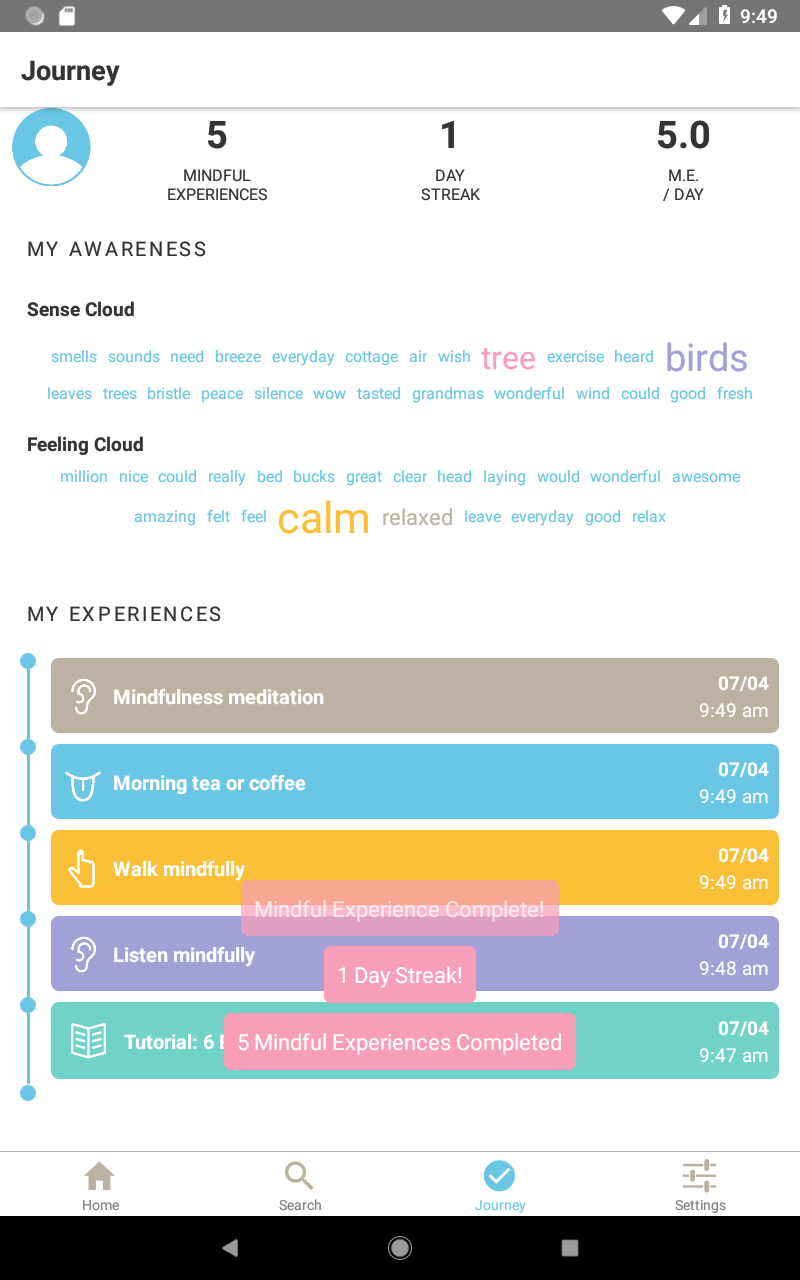 9:49
Journey
5
MINDFUL
EXPERIENCES
1
DAY
STREAK
5.0
M.E.
/ DAY
MY AWARENESS
Sense Cloud
smells sounds need breeze everyday cottage air wish tree exercise heard birds
leaves trees bristle peace silence wow tasted grandmas wonderful wind could good fresh
Feeling Cloud
million nice could really bed bucks great clear head laying would wonderful awesome
amazing felt feel calm relaxed leave everyday good relax
MY EXPERIENCES
Mindfulness meditation
07/04
9:49 am
Morning tea or coffee
07/04
9:49 am
Walk mindfully
07/04
9:49 am
Mindful Experience Complete!
Listen mindfully
07/04
9:48 am
1 Day Streak!
Tutorial: 6
07/04
9:47 am
5 Mindful Experiences Completed
Home
Search
Journey
Settings